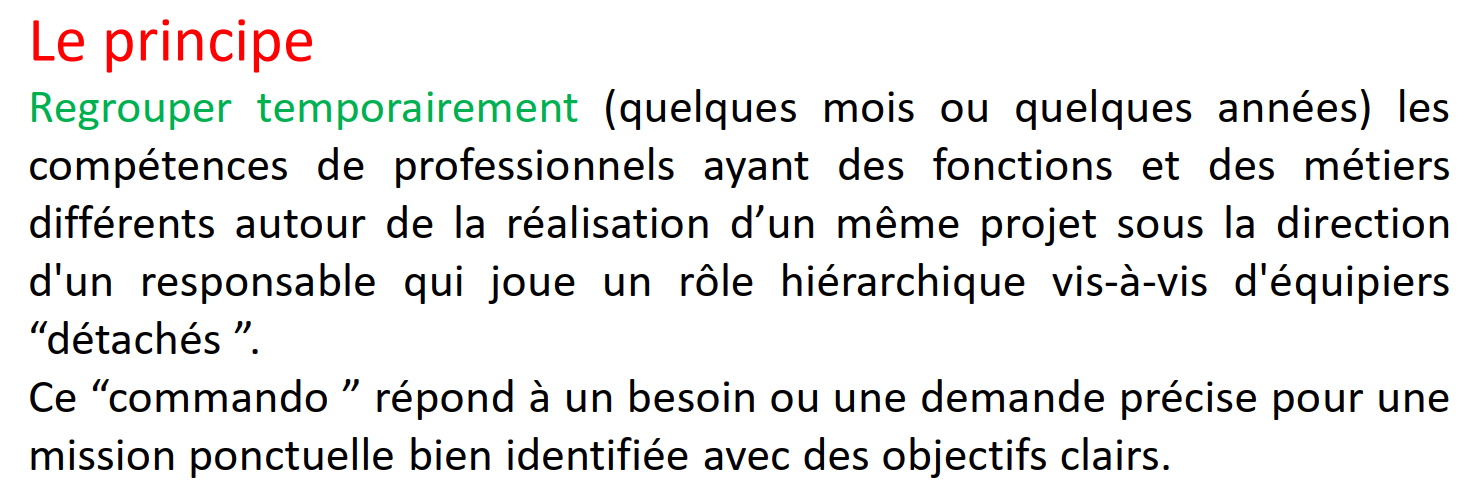 Le principe
Regrouper temporairement (quelques mois ou quelques années) les
compétences de professionnels ayant des fonctions et des métiers
différents autour de la réalisation d’un même projet sous la direction
d'un responsable qui joue un rôle hiérarchique vis-à-vis d'équipiers
“détachés ”.
Ce “commando ” répond à un besoin ou une demande précise pour une
mission ponctuelle bien identifiée avec des objectifs clairs.